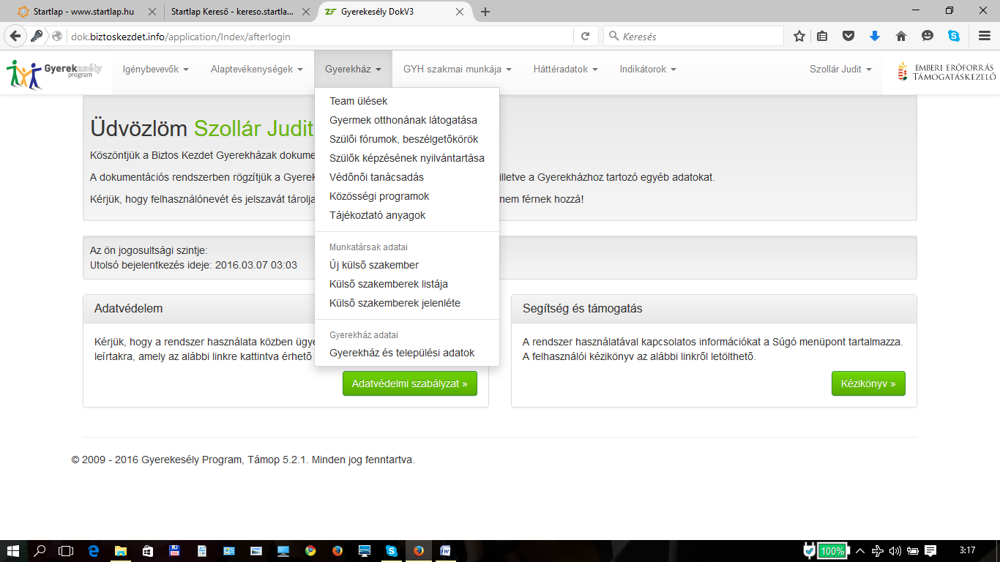 Startlap - www.startlap.hu
Startlap Kereső - kereso.startla...
Gyerekesély DokV3
dok.biztoskezdet.info/application/Index/afterlogin
Keresés
Gyerekesély
program
Igénybevevők
Alaptevékenységek
Gyerekház
GYH szakmai munkája
Háttéradatok
Indikátorok
Szollár Judit
EMBERI ERŐFORRÁS
TÁMOGATÁSKEZELŐ
Team ülések
Gyermek otthonának látogatása
Szülői fórumok, beszélgetőkörök
Szülők képzésének nyilvántartása
Védőnői tanácsadás
Közösségi programok
Tájékoztató anyagok
Munkatársak adatai
Új külső szakember
Külső szakemberek listája
Külső szakemberek jelenléte
Gyerekház adatai
Gyerekház és települési adatok
Üdvözlöm Szollár Judit
Köszöntjük a Biztos Kezdet Gyerekházak dokume
A dokumentációs rendszerben rögzítjük a Gyerek illetve a Gyerekházhoz tartozó egyéb adatokat.
Kérjük, hogy felhasználónevét és jelszavát tárolja nem férnek hozzá!
Az ön jogosultsági szintje:
Utolsó bejelentkezés ideje: 2016.03.07 03:03
Adatvédelem
Kérjük, hogy a rendszer használata közben ügye
leírtakra, amely az alábbi linkre kattintva érhető
Adatvédelmi szabályzat »
Segítség és támogatás
A rendszer használatával kapcsolatos információkat a Súgó menüpont tartalmazza.
A felhasználói kézikönyv az alábbi linkről letölthető.
Kézikönyv »
© 2009 - 2016 Gyerekesély Program, Támop 5.2.1. Minden jog fenntartva.
100%
3:17